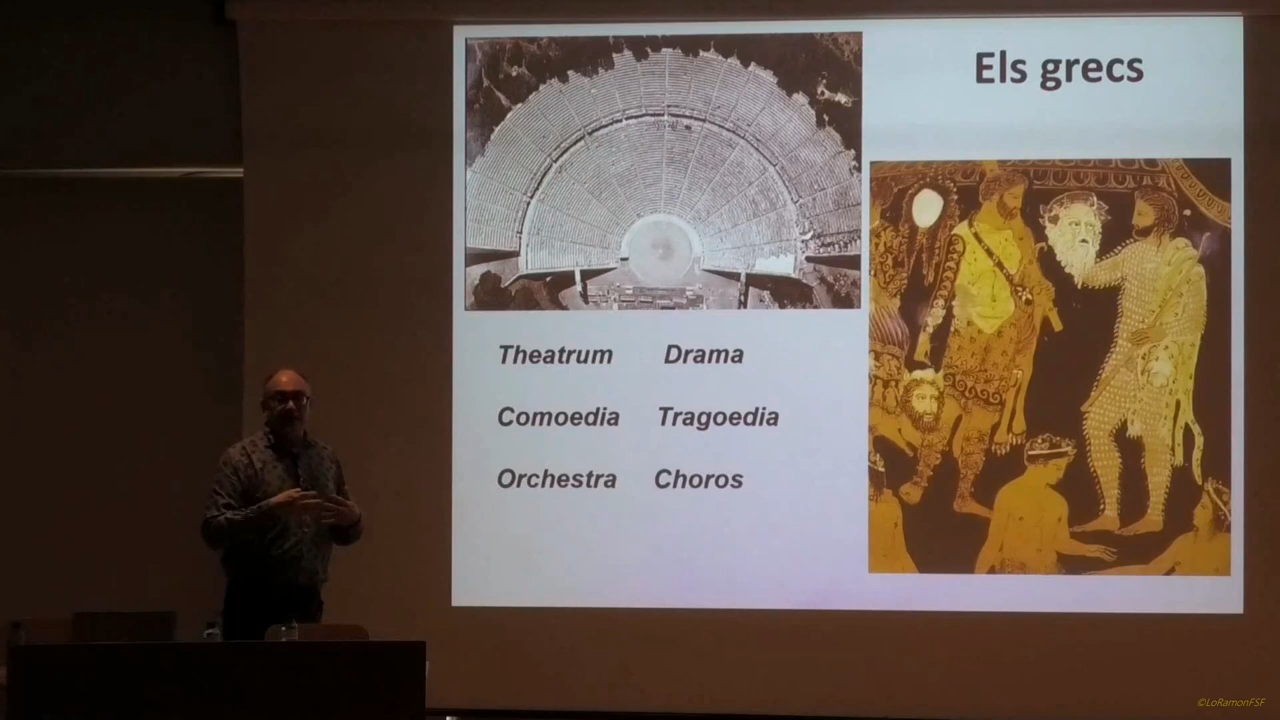 Els grecs
Theatrum Drama
Comoedia Tragoedia
Orchestra Choros
©LoRamonFSF